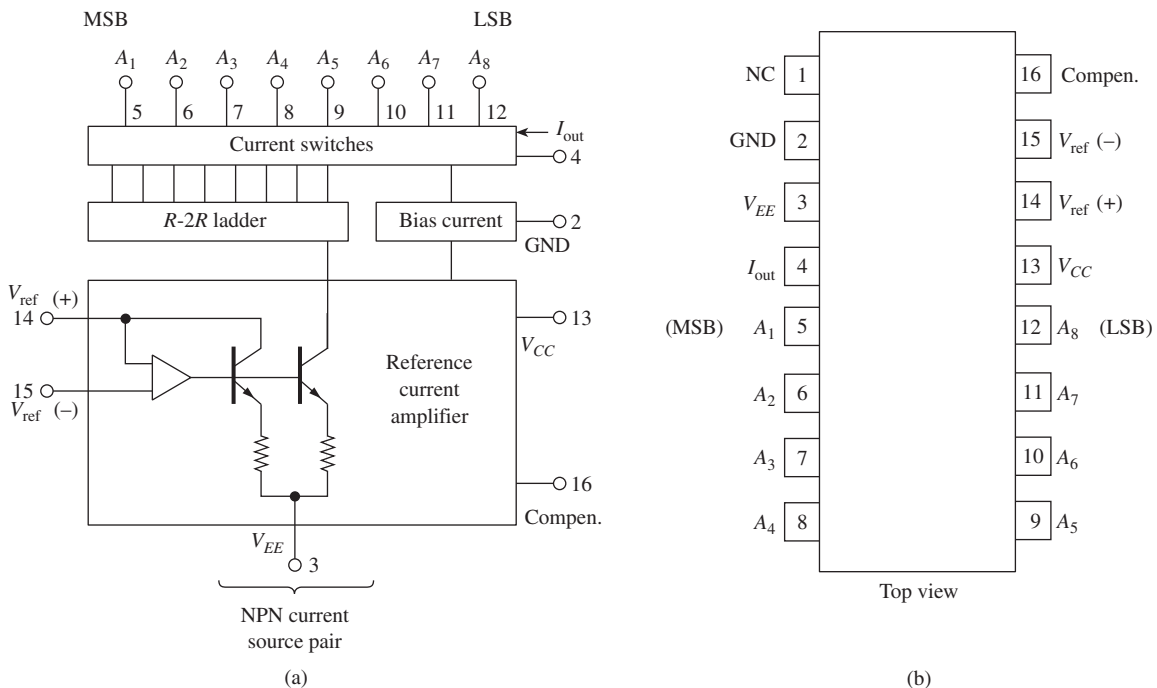 MSB LSB
A1 A2 A3 A4 A5 A6 A7 A8
5 6 7 8 9 10 11 12
Iout
Current switches
4
R-2R ladder
Bias current
2
GND
Vref (+)
14
13
VCC
Reference
current
amplifier
15
Vref (–)
16
Compen.
VEE
3
NPN current
source pair
(a)
NC 1 16 Compen.
GND 2 15 Vref (–)
VEE 3 14 Vref (+)
Iout 4 13 VCC
(MSB) A1 5 12 A8 (LSB)
A2 6 11 A7
A3 7 10 A6
A4 8 9 A5
Top view
(b)